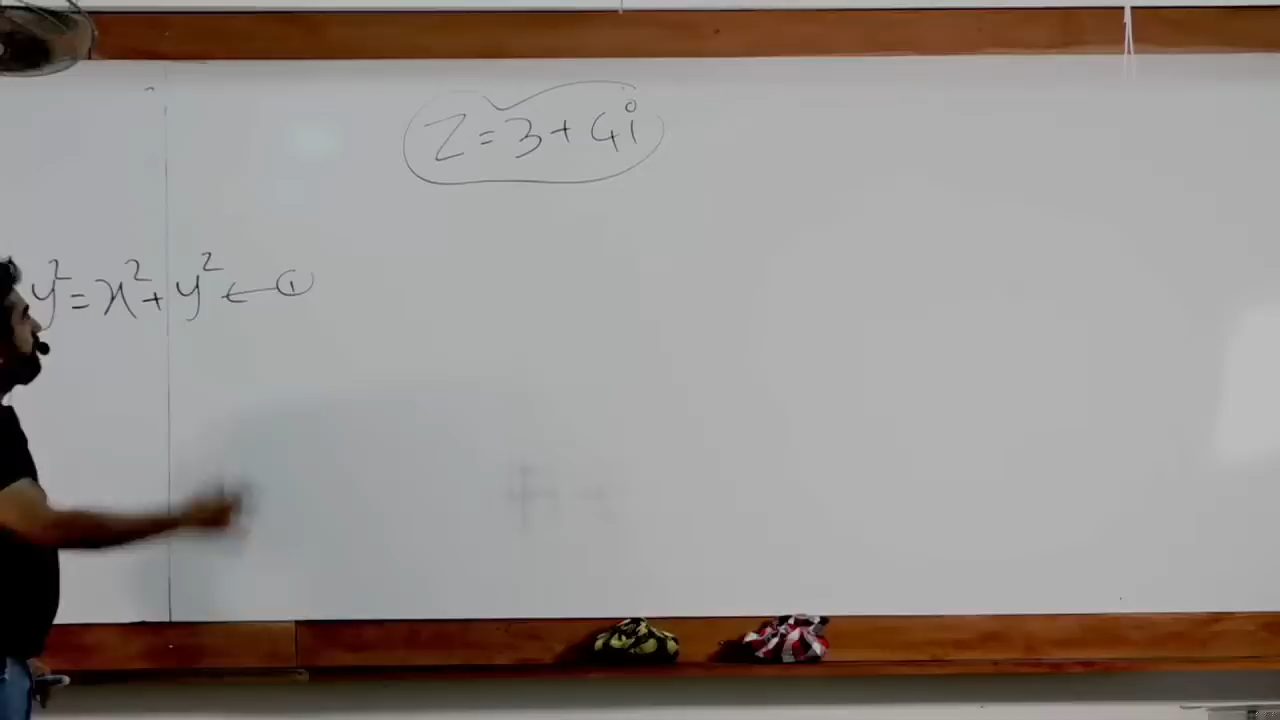 Z = 3 + 4i
y² = x² + y² ← ①